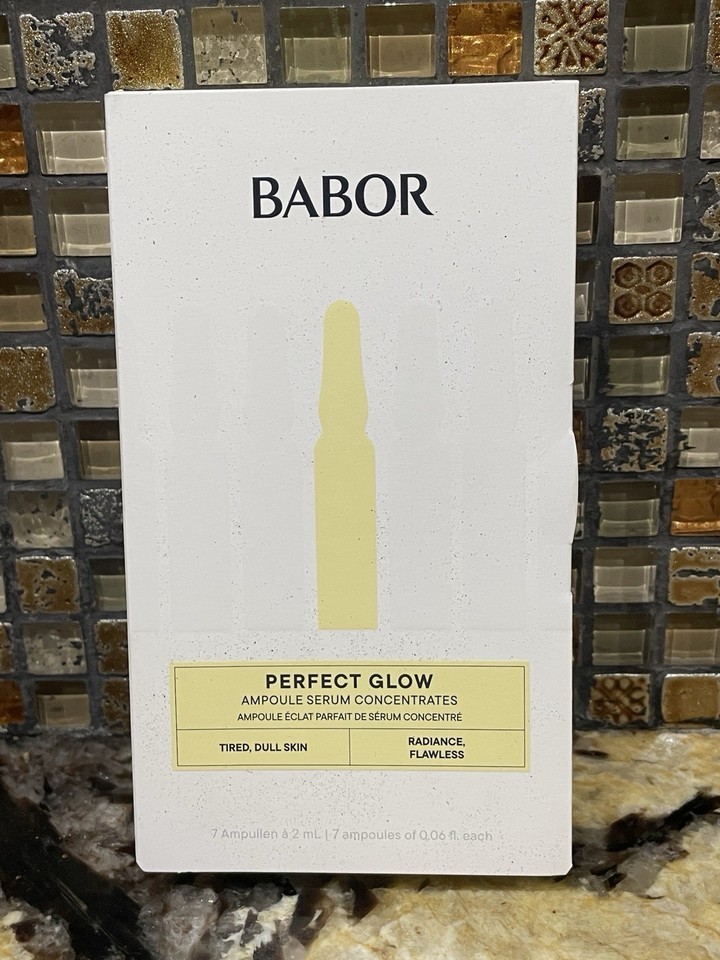 BABOR
PERFECT GLOW
AMPOULE SERUM CONCENTRATES
AMPOULE ÉCLAT PARFAIT DE SÉRUM CONCENTRÉ
TIRED, DULL SKIN
RADIANCE,
FLAWLESS
7 Ampullen à 2 mL | 7 ampoules of 0.06 fl. each